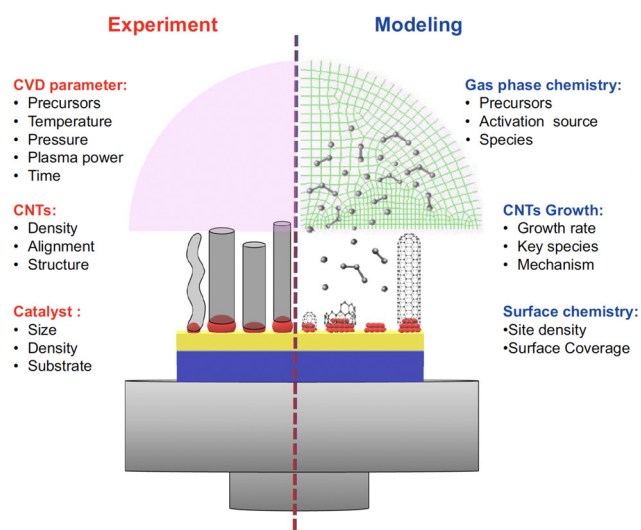 Experiment
Modeling
CVD parameter:
• Precursors
• Temperature
• Pressure
• Plasma power
• Time
CNTs:
• Density
• Alignment
• Structure
Catalyst :
• Size
• Density
• Substrate
Gas phase chemistry:
• Precursors
• Activation source
• Species
CNTs Growth:
• Growth rate
• Key species
• Mechanism
Surface chemistry:
•Site density
•Surface Coverage